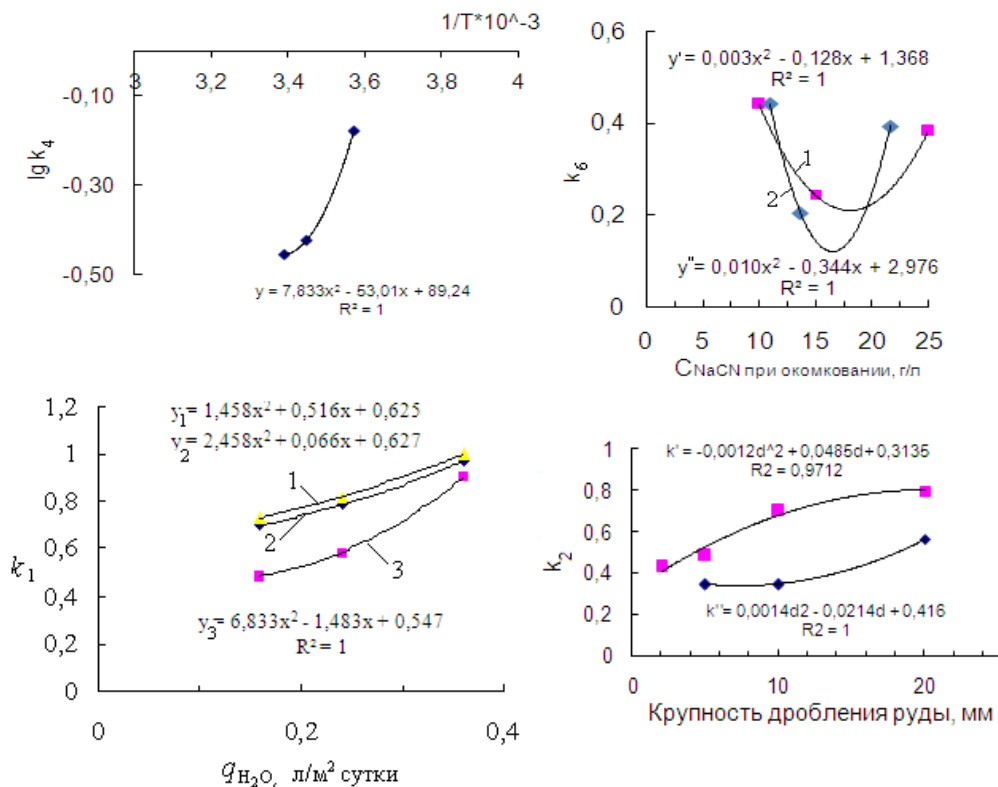 1/T*10^-3
3
3,2
3,4
3,6
3,8
4
-0,10
-0,30
-0,50
lg k4
y = 7,833x² - 53,01x + 89,24
R² = 1
0,6
0,4
0,2
0
k6
y' = 0,003x² - 0,128x + 1,368
R² = 1
1
2
y" = 0,010x² - 0,344x + 2,976
R² = 1
0 5 10 15 20 25
CNaCN при окомковании, г/л
1,2
1
0,8
0,6
0,4
0,2
0
k1
y1= 1,458x² + 0,516x + 0,625
y2= 2,458x² + 0,066x + 0,627
1
2
3
y3= 6,833x² - 1,483x + 0,547
R² = 1
0 0,2 0,4
qH2O, л/м² сутки
1
0,8
0,6
0,4
0,2
0
k2
k' = -0,0012d^2 + 0,0485d + 0,3135
R2 = 0,9712
k'' = 0,0014d2 - 0,0214d + 0,416
R2 = 1
0 10 20
Крупность дробления руды, мм